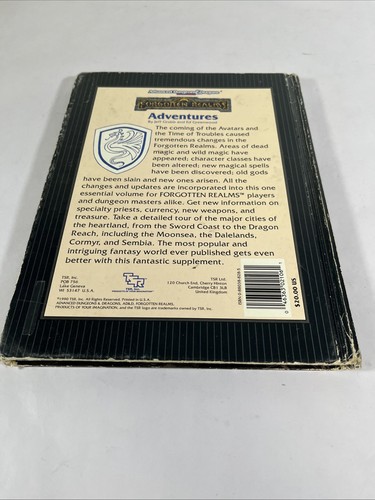 Advanced Dungeons & Dragons
FORGOTTEN REALMS
Adventures
by Jeff Grubb and Ed Greenwood
The coming of the Avatars and
the Time of Troubles caused
tremendous changes in the
Forgotten Realms. Areas of dead
magic and wild magic have
appeared; character classes have
been altered; new magical spells
have been discovered; old gods
have been slain and new ones arisen. All the
changes and updates are incorporated into this one
essential volume for FORGOTTEN REALMS™ players
and dungeon masters alike. Get new information on
specialty priests, currency, new weapons, and
treasure. Take a detailed tour of the major cities of
the heartland, from the Sword Coast to the Dragon
Reach, including the Moonsea, the Dalelands,
Cormyr, and Sembia. The most popular and
intriguing fantasy world ever published gets even
better with this fantastic supplement.
TSR, Inc.
POB 756
Lake Geneva
WI 53147 U.S.A.
TSR
TSR Ltd.
120 Church End, Cherry Hinton
Cambridge CB1 3LB
United Kingdom
$20.00 US